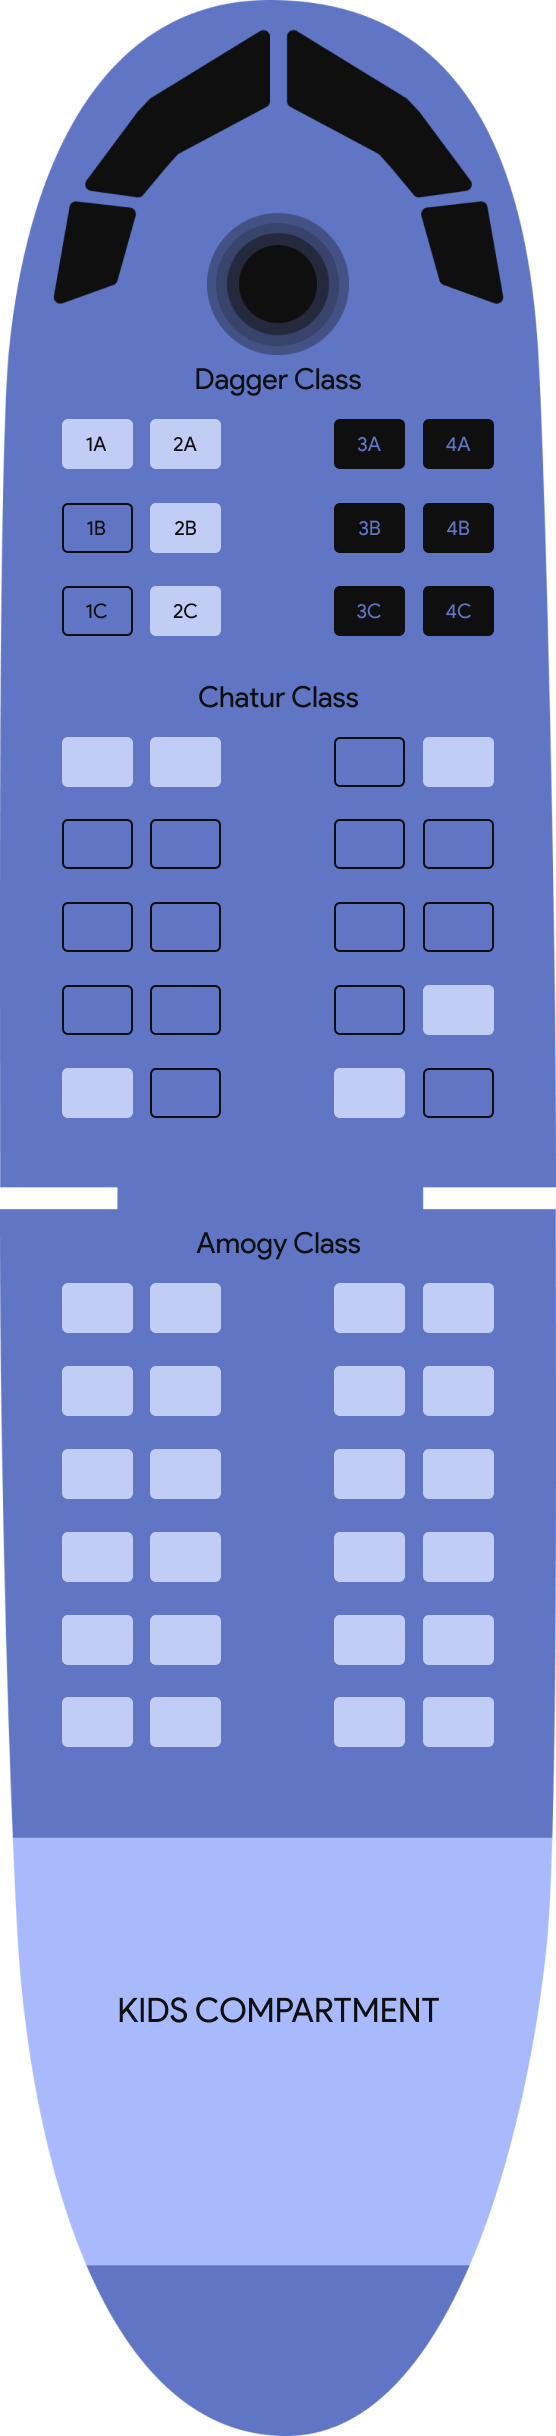 Dagger Class
1A 2A 3A 4A
1B 2B 3B 4B
1C 2C 3C 4C
Chatur Class
Amogy Class
KIDS COMPARTMENT